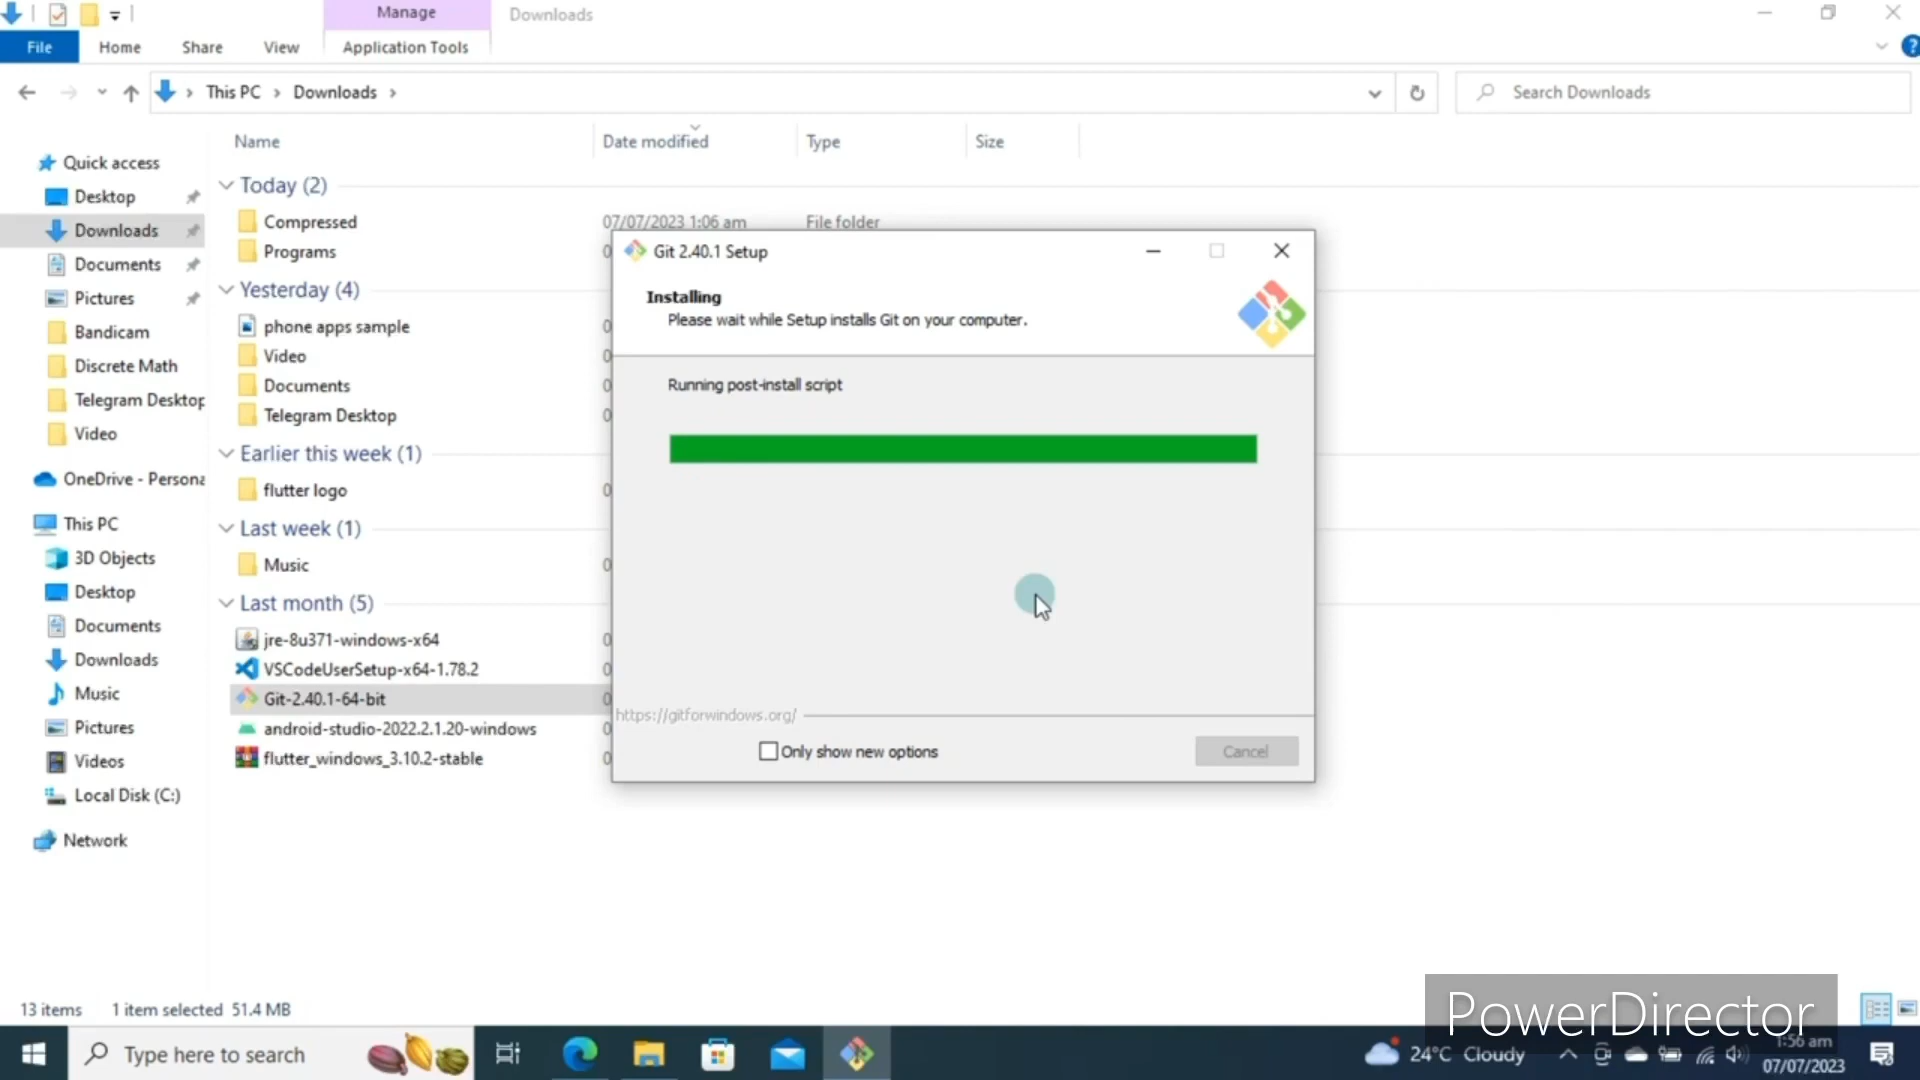 Manage
Downloads
File
Home
Share
View
Application Tools
This PC
Downloads
Search Downloads
Name
Date modified
Type
Size
Quick access
Desktop
Downloads
Documents
Pictures
Bandicam
Discrete Math
Telegram Desktop
Video
OneDrive - Persona
This PC
3D Objects
Desktop
Documents
Downloads
Music
Pictures
Videos
Local Disk (C:)
Network
Today (2)
Compressed
07/07/2023 1:06 am
File folder
Programs
Yesterday (4)
phone apps sample
Video
Documents
Telegram Desktop
Earlier this week (1)
flutter logo
Last week (1)
Music
Last month (5)
jre-8u371-windows-x64
VSCodeUserSetup-x64-1.78.2
Git-2.40.1-64-bit
android-studio-2022.2.1.20-windows
flutter_windows_3.10.2-stable
Git 2.40.1 Setup
Installing
Please wait while Setup installs Git on your computer.
Running post-install script
https://gitforwindows.org/
Only show new options
Cancel
13 items
1 item selected 51.4 MB
PowerDirector
Type here to search
24°C Cloudy
1:56 am
07/07/2023